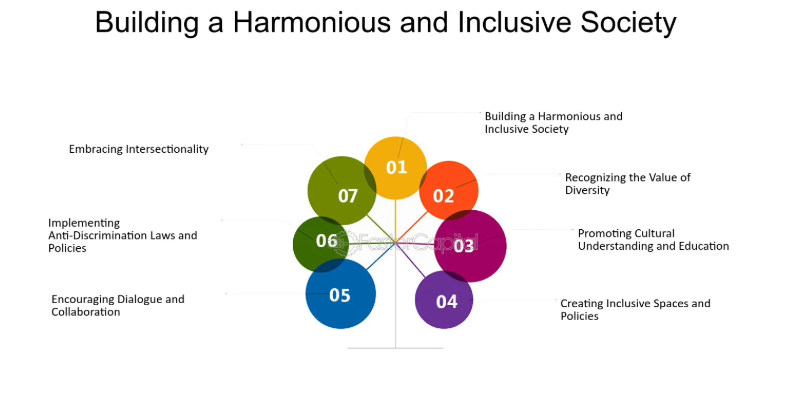 Building a Harmonious and Inclusive Society
01
Building a Harmonious and
Inclusive Society
02
Recognizing the Value of
Diversity
03
Promoting Cultural
Understanding and Education
04
Creating Inclusive Spaces and
Policies
05
Encouraging Dialogue and
Collaboration
06
Implementing
Anti-Discrimination Laws and
Policies
07
Embracing Intersectionality
FasterCapital